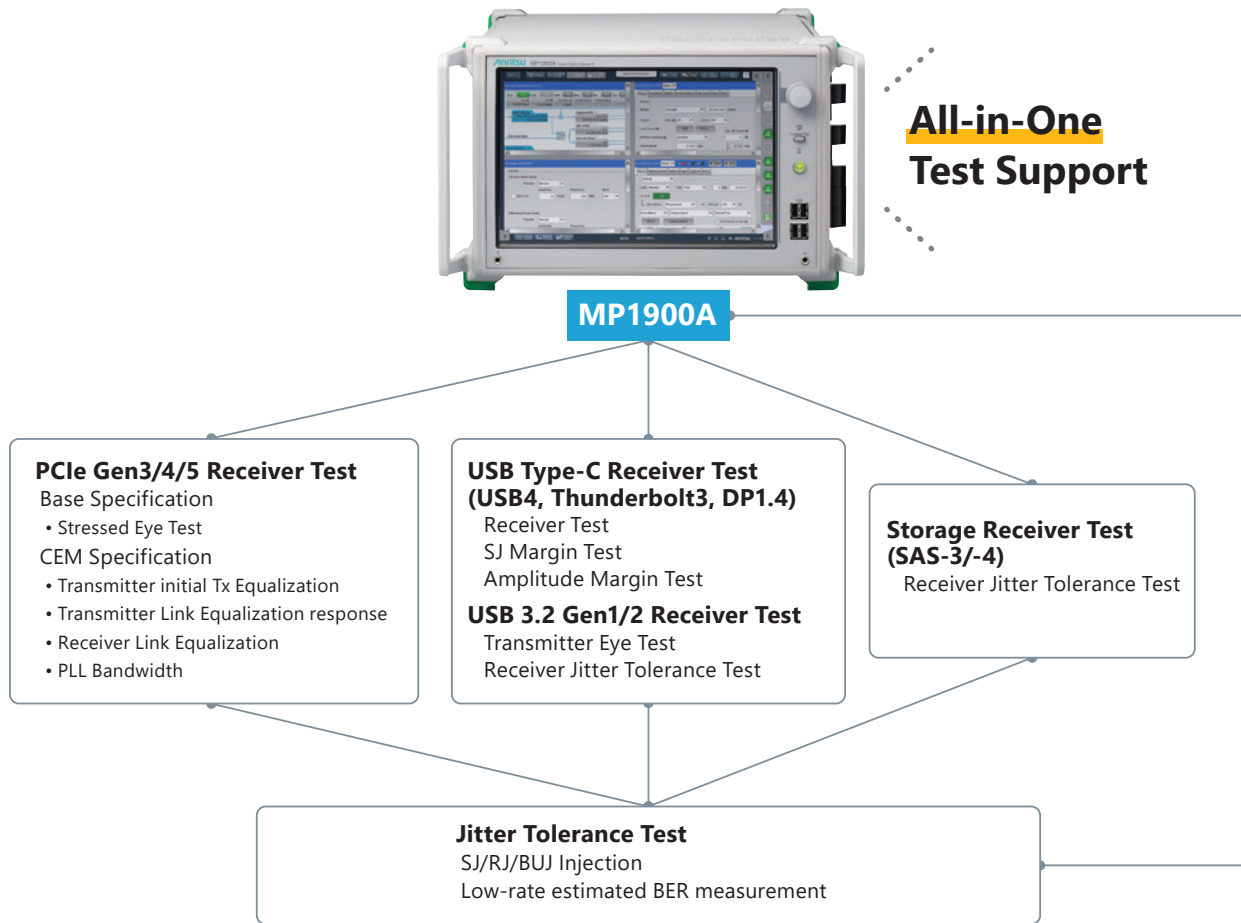 Anritsu MP1900A
All-in-One
Test Support
MP1900A
PCIe Gen3/4/5 Receiver Test
Base Specification
• Stressed Eye Test
CEM Specification
• Transmitter initial Tx Equalization
• Transmitter Link Equalization response
• Receiver Link Equalization
• PLL Bandwidth
USB Type-C Receiver Test
(USB4, Thunderbolt3, DP1.4)
Receiver Test
SJ Margin Test
Amplitude Margin Test
USB 3.2 Gen1/2 Receiver Test
Transmitter Eye Test
Receiver Jitter Tolerance Test
Storage Receiver Test
(SAS-3/-4)
Receiver Jitter Tolerance Test
Jitter Tolerance Test
SJ/RJ/BUJ Injection
Low-rate estimated BER measurement